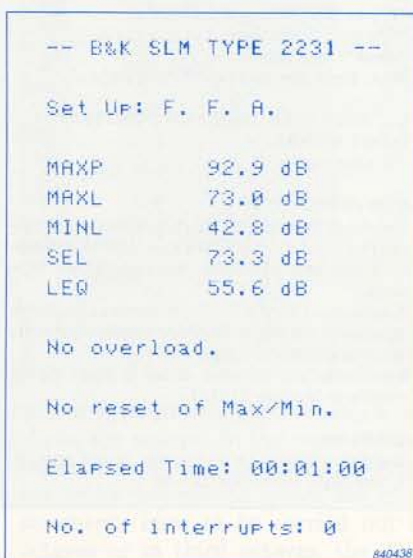 -- B&K SLM TYPE 2231 --
Set Up: F. F. A.
MAXP 92.9 dB
MAXL 73.0 dB
MINL 42.8 dB
SEL 73.3 dB
LEQ 55.6 dB
No overload.
No reset of Max/Min.
Elapsed Time: 00:01:00
No. of interrupts: 0
840438